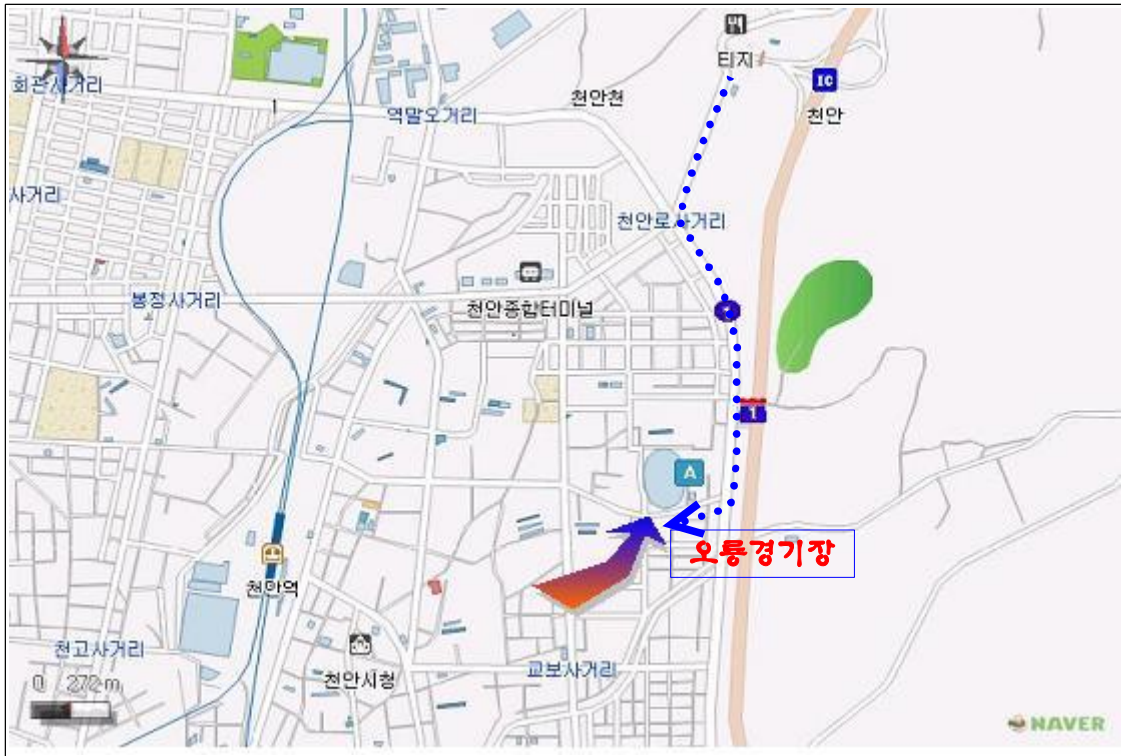 티지
IC
천안
회관사거리
1
역말오거리
천안천
사거리
천안로사거리
봉정사거리
천안종합터미널
1
A
오룡경기장
천안역
천고사거리
천안시청
교보사거리
0 272m
NAVER